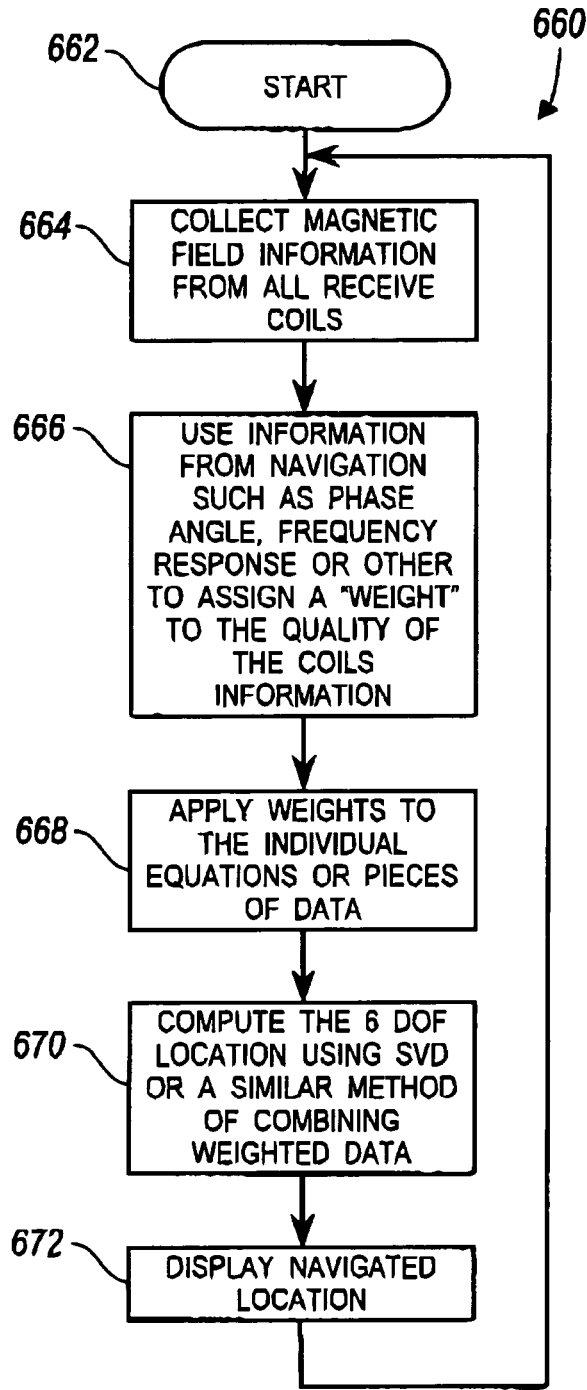 660
662
START
664
COLLECT MAGNETIC
FIELD INFORMATION
FROM ALL RECEIVE
COILS
666
USE INFORMATION
FROM NAVIGATION
SUCH AS PHASE
ANGLE, FREQUENCY
RESPONSE OR OTHER
TO ASSIGN A "WEIGHT"
TO THE QUALITY OF
THE COILS
INFORMATION
668
APPLY WEIGHTS TO
THE INDIVIDUAL
EQUATIONS OR PIECES
OF DATA
670
COMPUTE THE 6 DOF
LOCATION USING SVD
OR A SIMILAR METHOD
OF COMBINING
WEIGHTED DATA
672
DISPLAY NAVIGATED
LOCATION